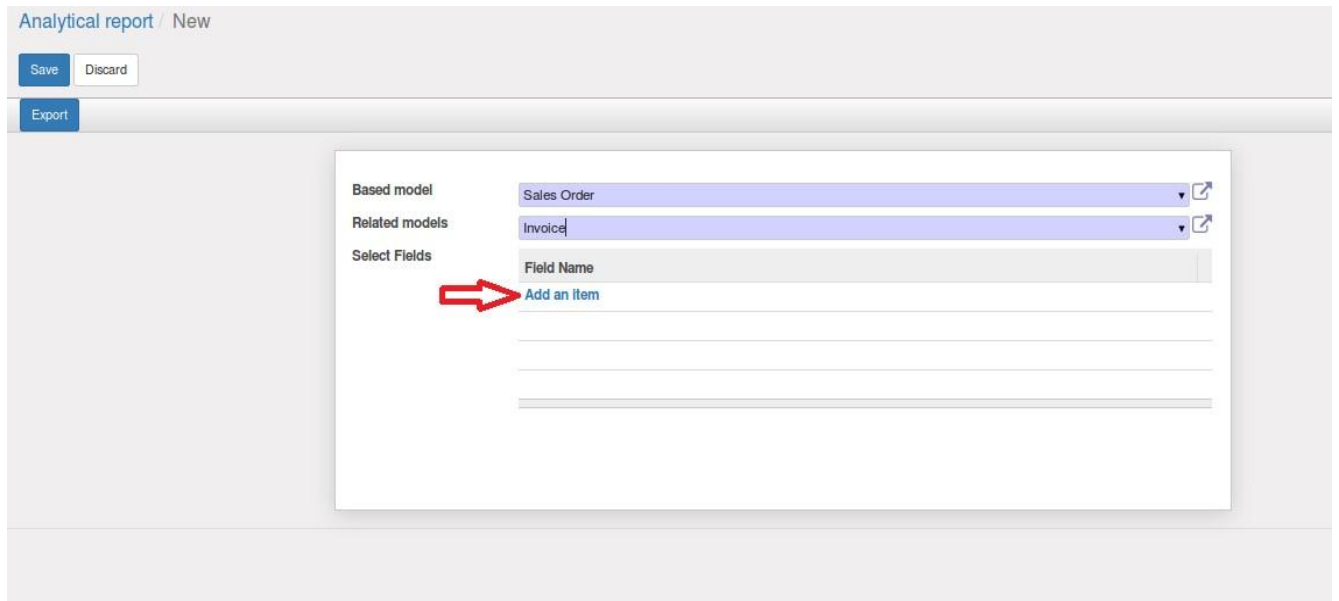 Analytical report / New
Save Discard
Export
Based model Sales Order
Related models Invoice
Select Fields
Field Name
Add an item